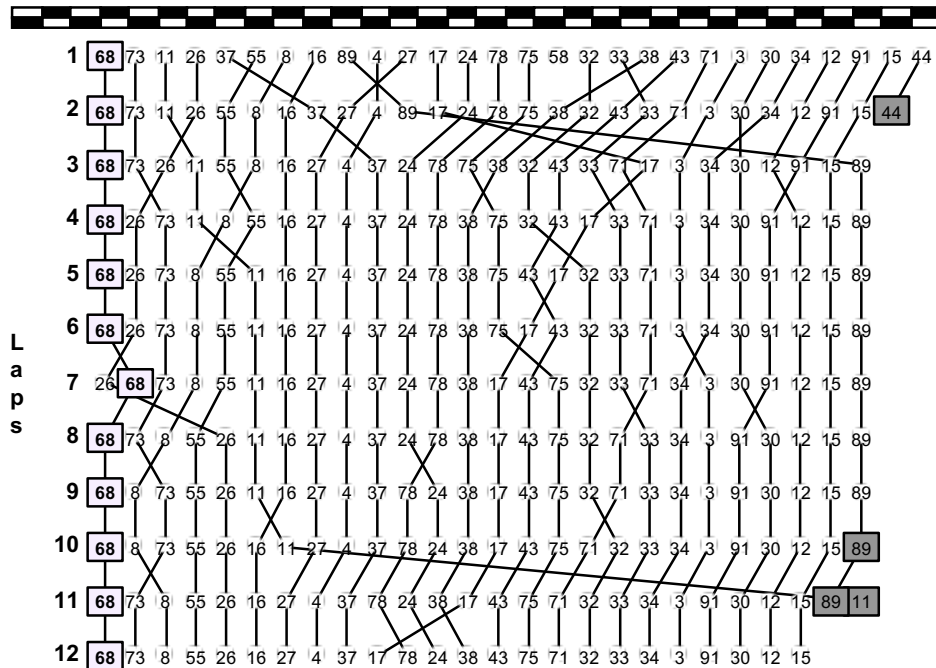 1 68 73 11 26 37 55 8 16 89 4 27 17 24 78 75 58 32 33 38 43 71 3 30 34 12 91 15 44
2 68 73 11 26 55 8 16 37 27 4 89 17 24 78 75 38 32 43 33 71 3 30 34 12 91 15 44
3 68 73 26 11 55 8 16 27 4 37 24 78 75 38 32 43 33 71 17 3 34 30 12 91 15 89
4 68 26 73 11 8 55 16 27 4 37 24 78 38 75 32 43 17 33 71 3 34 30 91 12 15 89
5 68 26 73 8 55 11 16 27 4 37 24 78 38 75 43 17 32 33 71 3 34 30 91 12 15 89
6 68 26 73 8 55 11 16 27 4 37 24 78 38 75 17 43 32 33 71 3 34 30 91 12 15 89
Laps
7 26 68 73 8 55 11 16 27 4 37 24 78 38 17 43 75 32 33 71 34 3 30 91 12 15 89
8 68 73 8 55 26 11 16 27 4 37 24 78 38 17 43 75 32 71 33 34 3 91 30 12 15 89
9 68 8 73 55 26 11 16 27 4 37 78 24 38 17 43 75 32 71 33 34 3 91 30 12 15 89
10 68 8 73 55 26 16 11 27 4 37 78 24 38 17 43 75 71 32 33 34 3 91 30 12 15 89
11 68 73 8 55 26 16 27 4 37 78 24 38 17 43 75 71 32 33 34 3 91 30 12 15 89 11
12 68 73 8 55 26 16 27 4 37 17 78 24 38 43 75 71 32 33 34 3 91 30 12 15